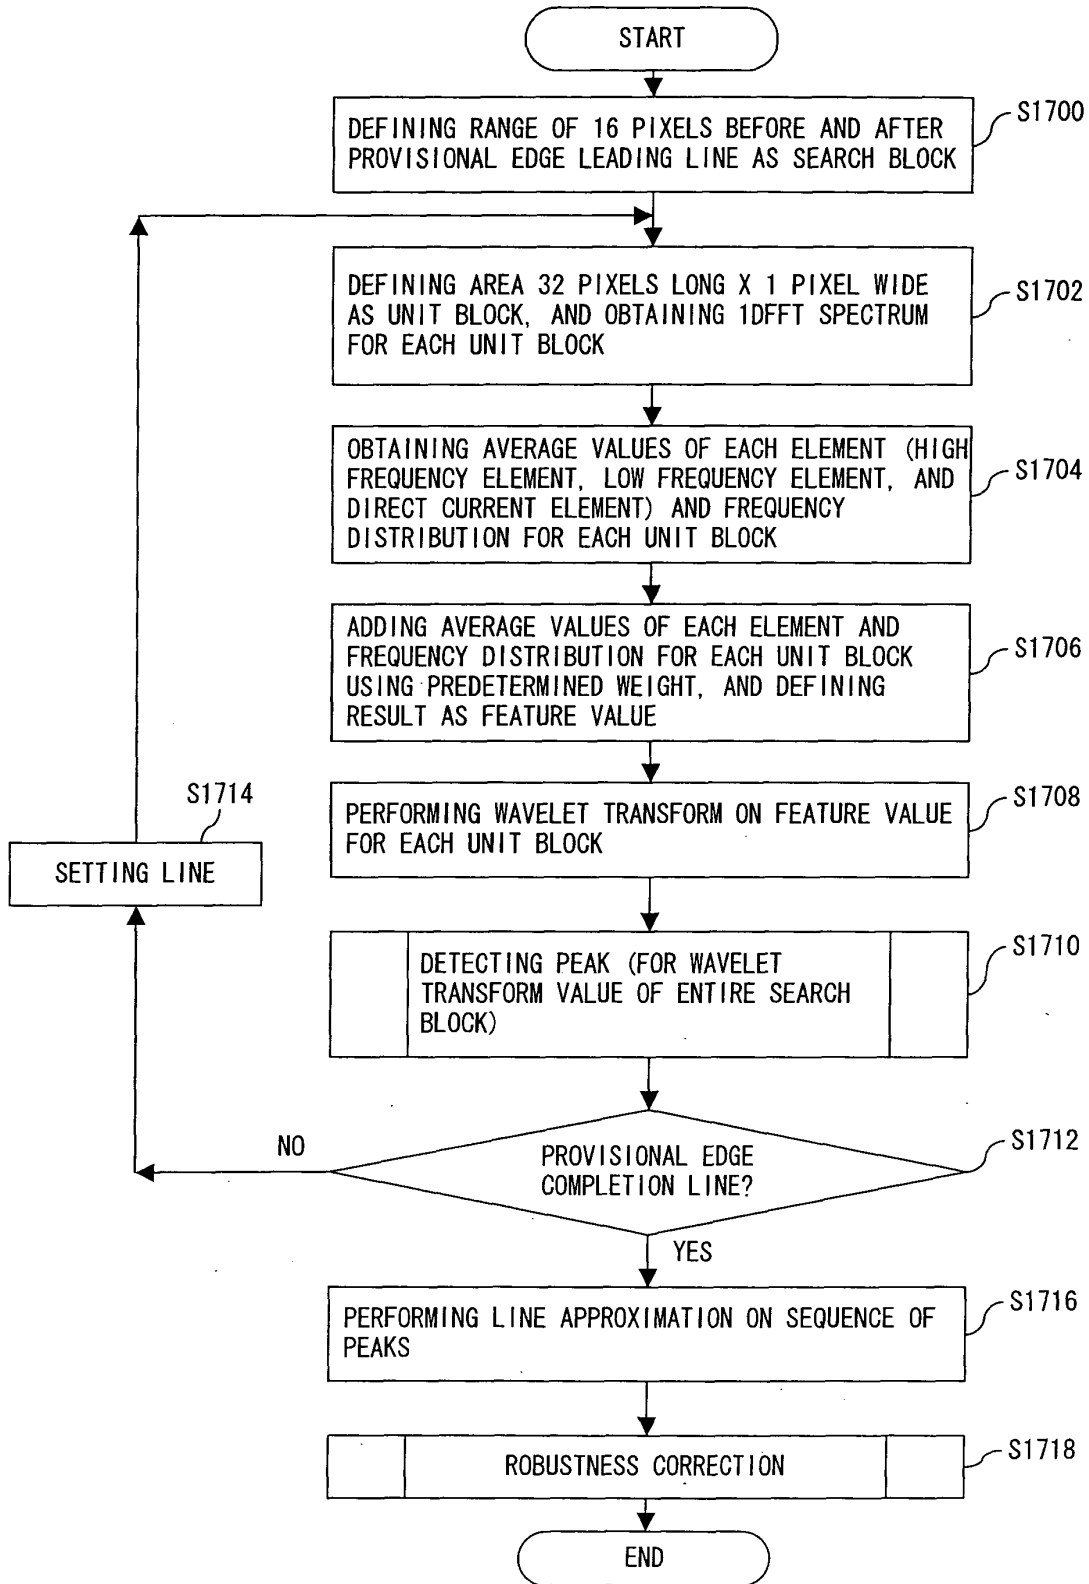 START
S1700
DEFINING RANGE OF 16 PIXELS BEFORE AND AFTER
PROVISIONAL EDGE LEADING LINE AS SEARCH BLOCK
S1702
DEFINING AREA 32 PIXELS LONG X 1 PIXEL WIDE
AS UNIT BLOCK, AND OBTAINING 1DFFT SPECTRUM
FOR EACH UNIT BLOCK
S1704
OBTAINING AVERAGE VALUES OF EACH ELEMENT (HIGH
FREQUENCY ELEMENT, LOW FREQUENCY ELEMENT, AND
DIRECT CURRENT ELEMENT) AND FREQUENCY
DISTRIBUTION FOR EACH UNIT BLOCK
S1706
ADDING AVERAGE VALUES OF EACH ELEMENT AND
FREQUENCY DISTRIBUTION FOR EACH UNIT BLOCK
USING PREDETERMINED WEIGHT, AND DEFINING
RESULT AS FEATURE VALUE
S1708
PERFORMING WAVELET TRANSFORM ON FEATURE VALUE
FOR EACH UNIT BLOCK
S1714
SETTING LINE
S1710
DETECTING PEAK (FOR WAVELET
TRANSFORM VALUE OF ENTIRE SEARCH
BLOCK)
S1712
NO
PROVISIONAL EDGE
COMPLETION LINE?
YES
S1716
PERFORMING LINE APPROXIMATION ON SEQUENCE OF
PEAKS
S1718
ROBUSTNESS CORRECTION
END